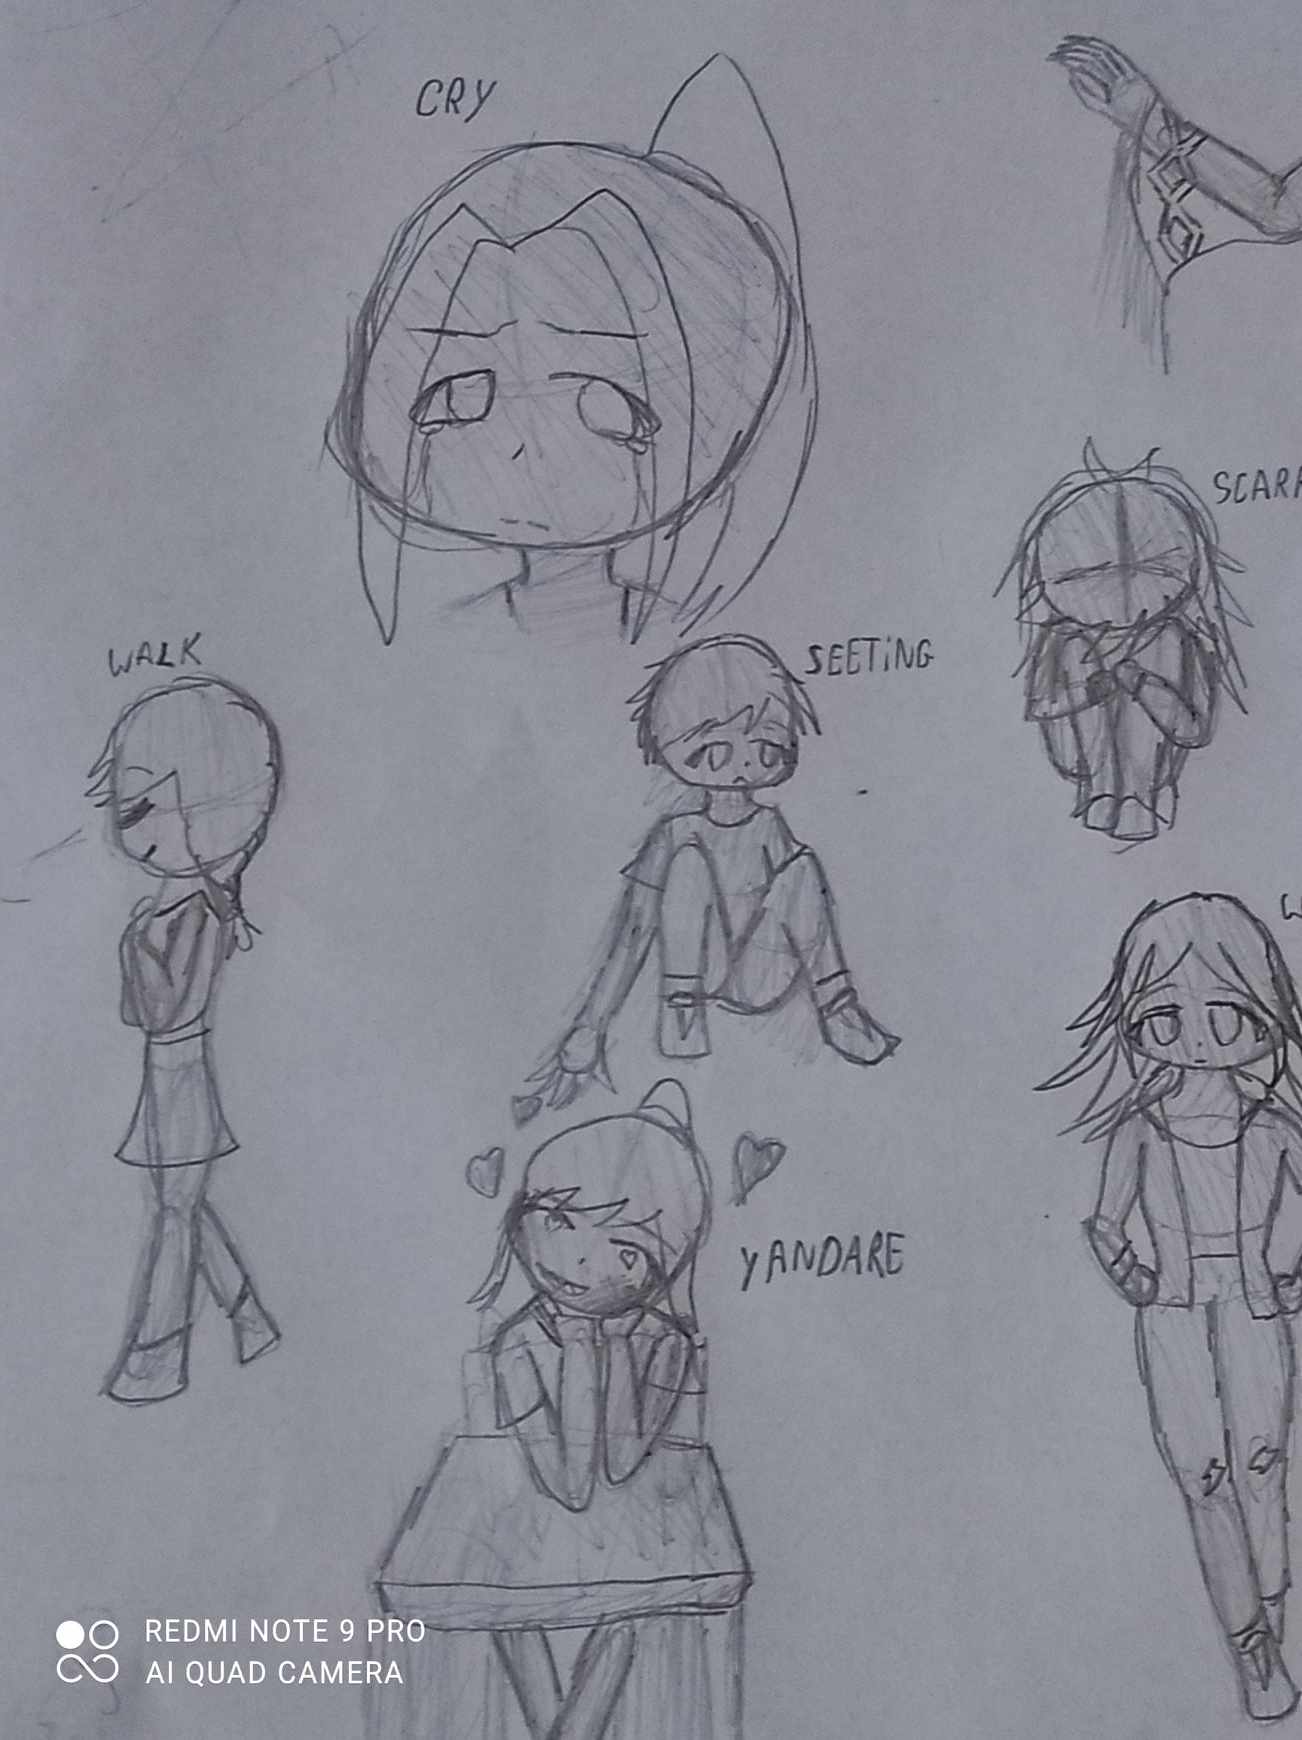 CRY
WALK
SEETiNG
YANDARE
REDMI NOTE 9 PRO
AI QUAD CAMERA